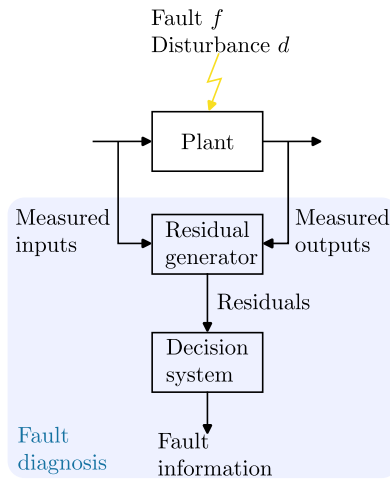 Fault f
Disturbance d
Plant
Measured
inputs
Residual
generator
Measured
outputs
Residuals
Decision
system
Fault
diagnosis
Fault
information